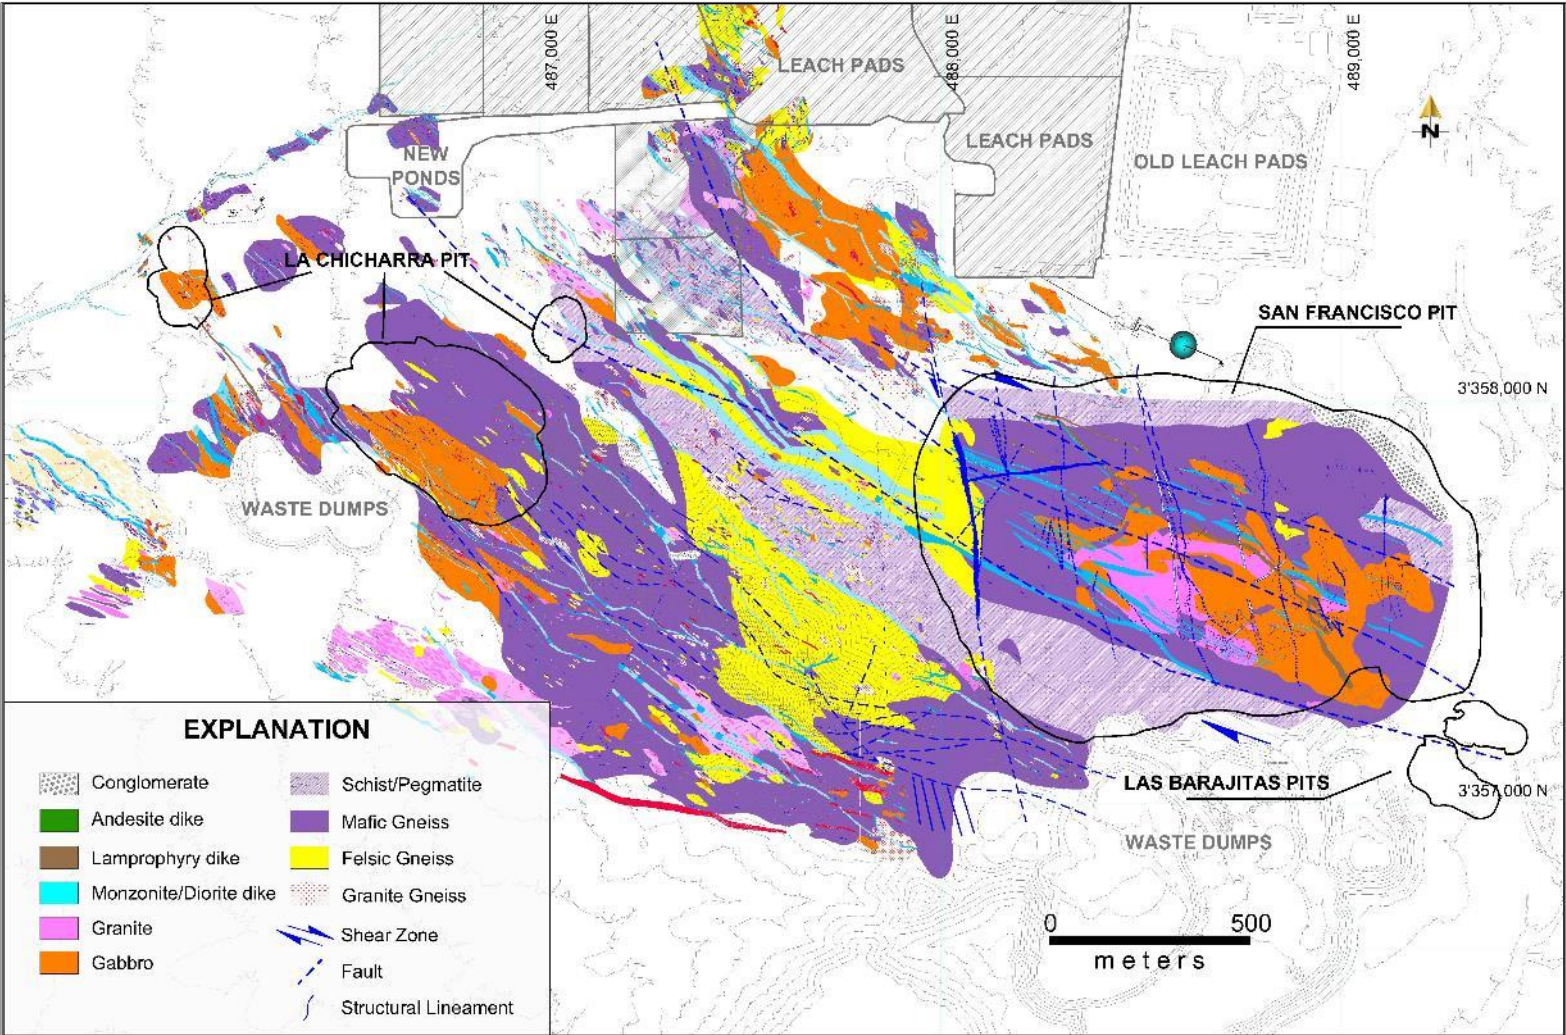 487,000 E
488,000 E
489,000 E
LEACH PADS
LEACH PADS
OLD LEACH PADS
N
NEW
PONDS
LA CHICHARRA PIT
SAN FRANCISCO PIT
3'358,000 N
WASTE DUMPS
LAS BARAJITAS PITS
3'357,000 N
WASTE DUMPS
0 500
meters
EXPLANATION
Conglomerate
Andesite dike
Lamprophyry dike
Monzonite/Diorite dike
Granite
Gabbro
Schist/Pegmatite
Mafic Gneiss
Felsic Gneiss
Granite Gneiss
Shear Zone
Fault
Structural Lineament